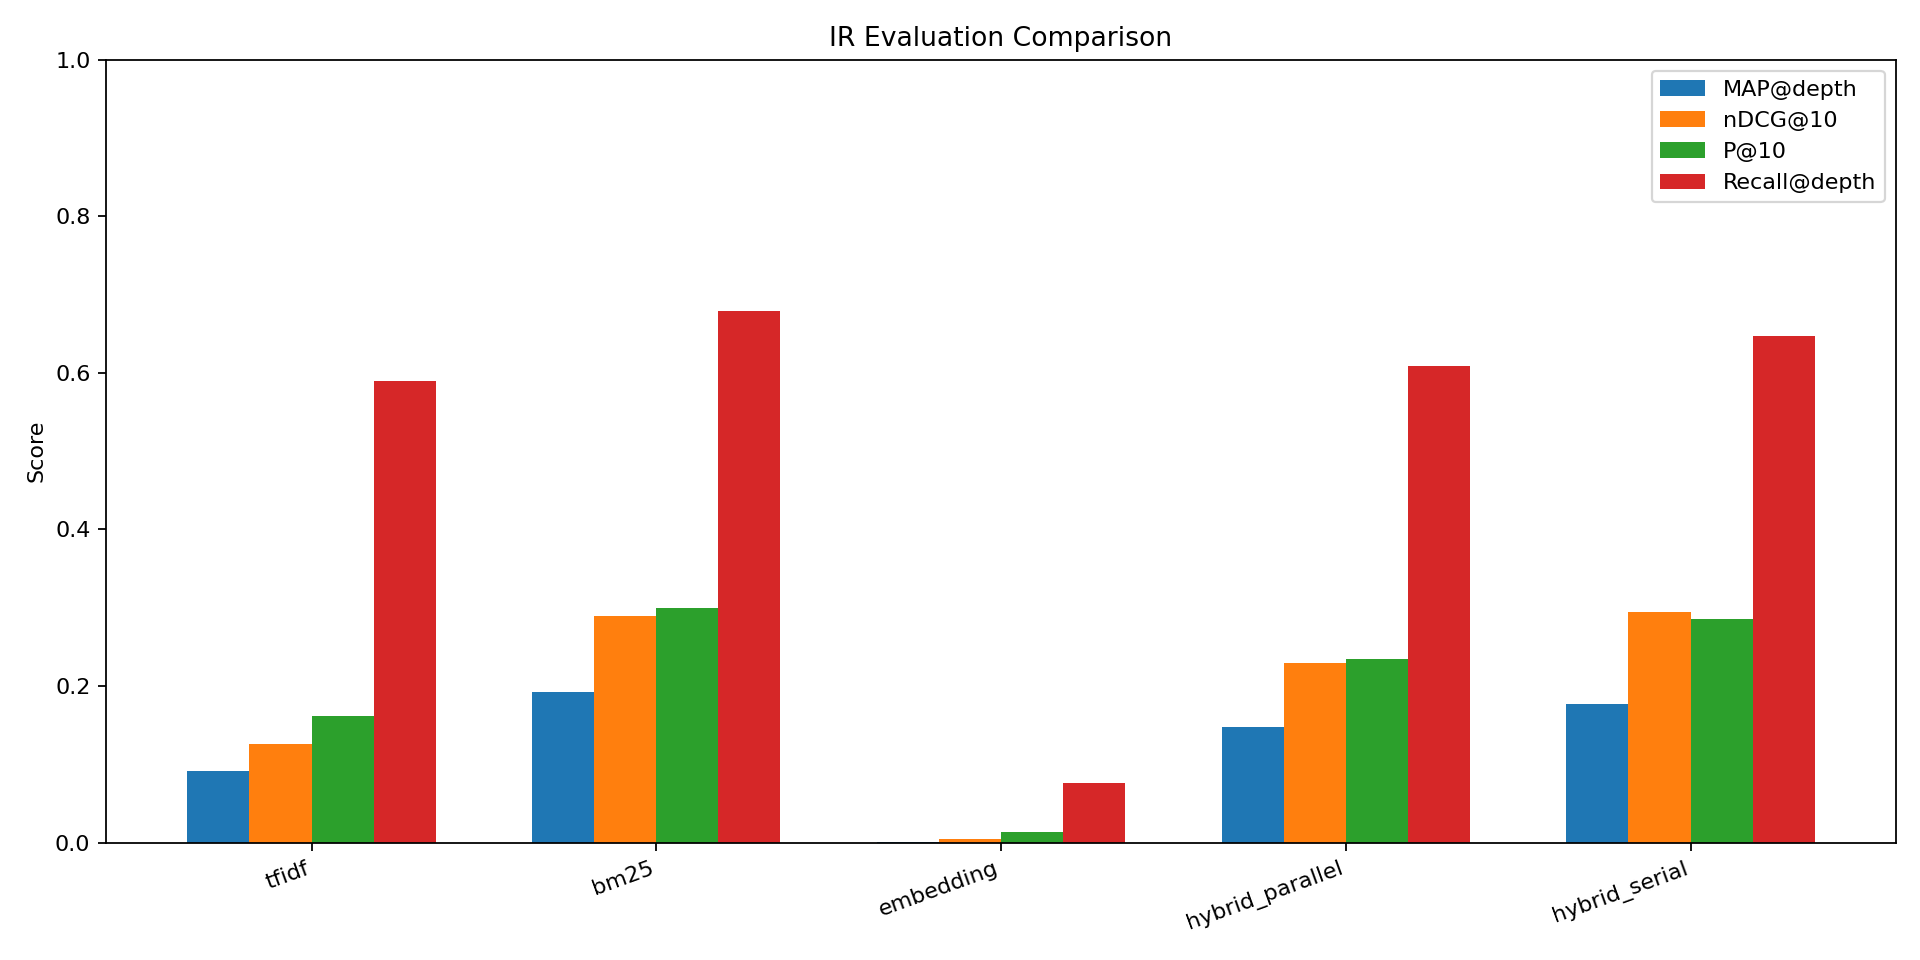 IR Evaluation Comparison
MAP@depth
nDCG@10
P@10
Recall@depth
Score
1.0
0.8
0.6
0.4
0.2
0.0
tfidf
bm25
embedding
hybrid_parallel
hybrid_serial